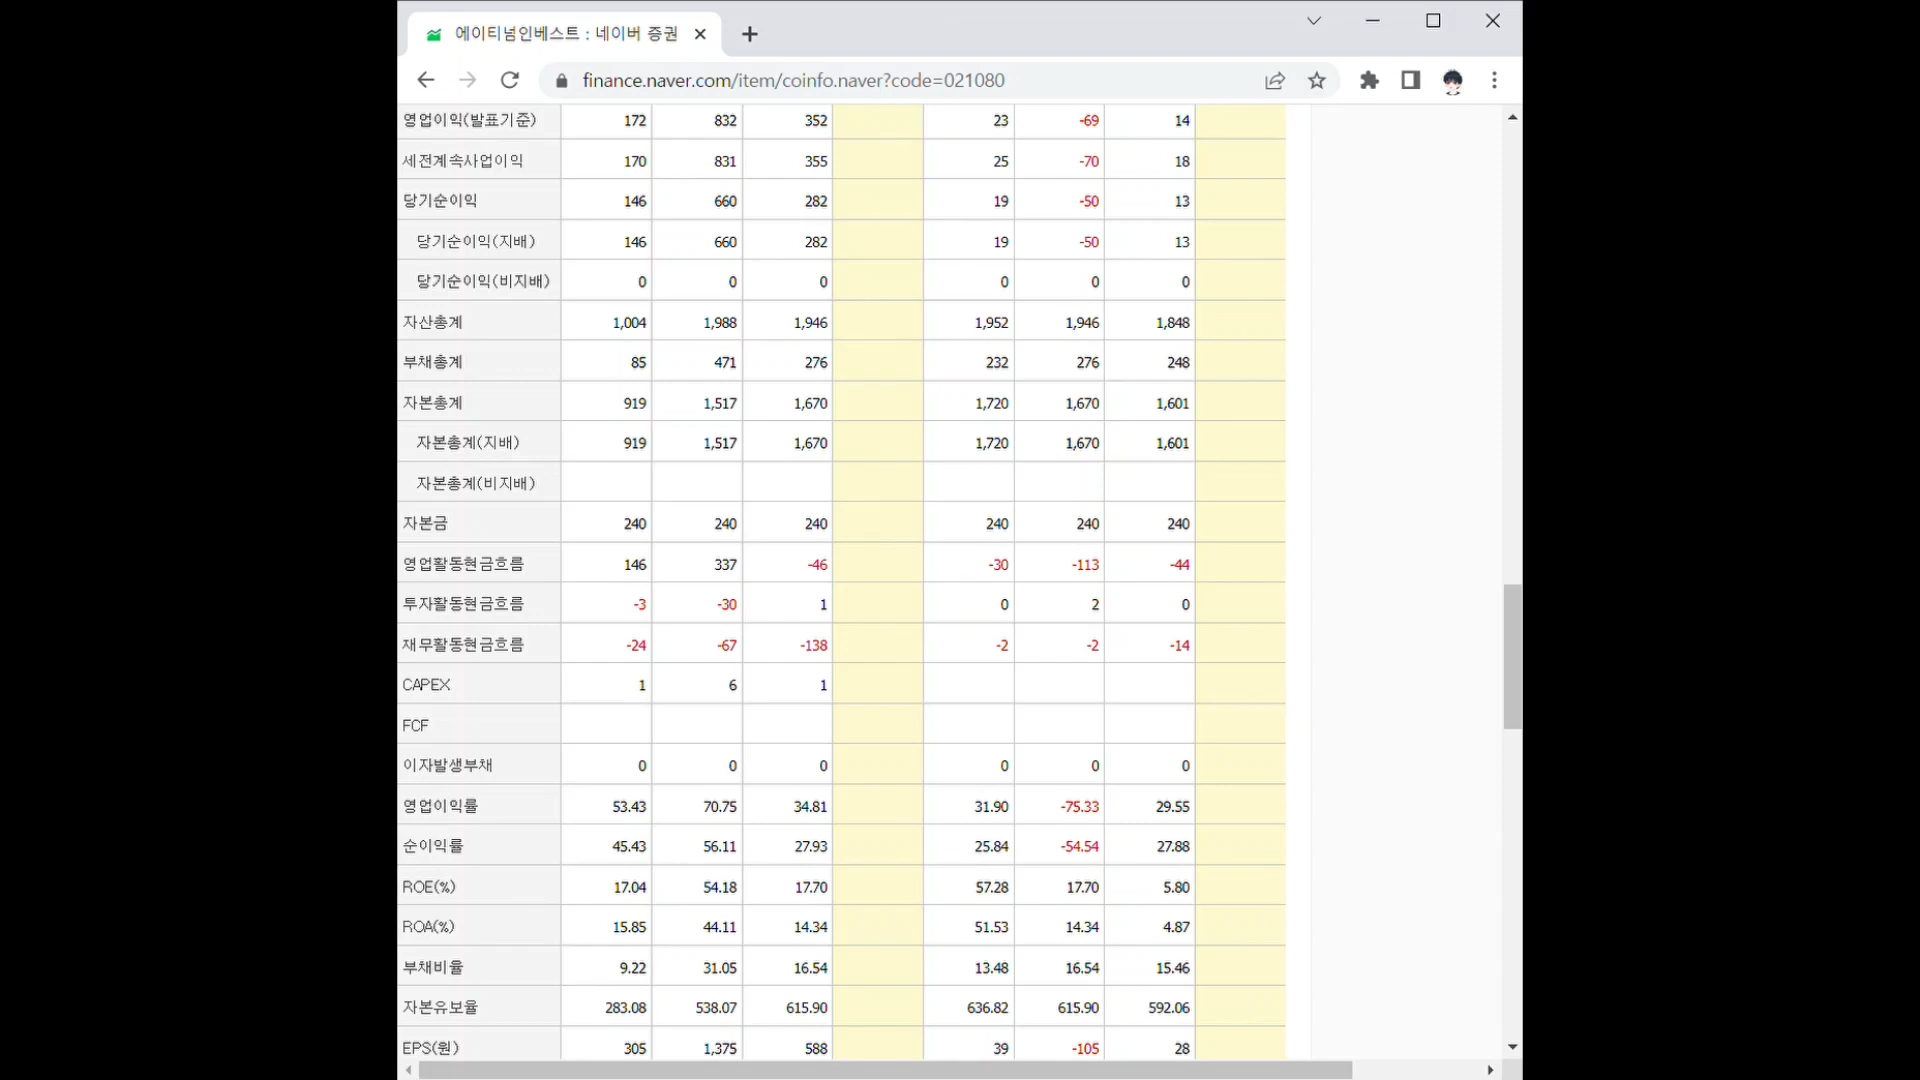 에이티넘인베스트 : 네이버 증권
finance.naver.com/item/coinfo.naver?code=021080
영업이익(발표기준) 172 832 352 23 -69 14
세전계속사업이익 170 831 355 25 -70 18
당기순이익 146 660 282 19 -50 13
당기순이익(지배) 146 660 282 19 -50 13
당기순이익(비지배) 0 0 0 0 0 0
자산총계 1,004 1,988 1,946 1,952 1,946 1,848
부채총계 85 471 276 232 276 248
자본총계 919 1,517 1,670 1,720 1,670 1,601
자본총계(지배) 919 1,517 1,670 1,720 1,670 1,601
자본총계(비지배)
자본금 240 240 240 240 240 240
영업활동현금흐름 146 337 -46 -30 -113 -44
투자활동현금흐름 -3 -30 1 0 2 0
재무활동현금흐름 -24 -67 -138 -2 -2 -14
CAPEX 1 6 1
FCF
이자발생부채 0 0 0 0 0 0
영업이익률 53.43 70.75 34.81 31.90 -75.33 29.55
순이익률 45.43 56.11 27.93 25.84 -54.54 27.88
ROE(%) 17.04 54.18 17.70 57.28 17.70 5.80
ROA(%) 15.85 44.11 14.34 51.53 14.34 4.87
부채비율 9.22 31.05 16.54 13.48 16.54 15.46
자본유보율 283.08 538.07 615.90 636.82 615.90 592.06
EPS(원) 305 1,375 588 39 -105 28